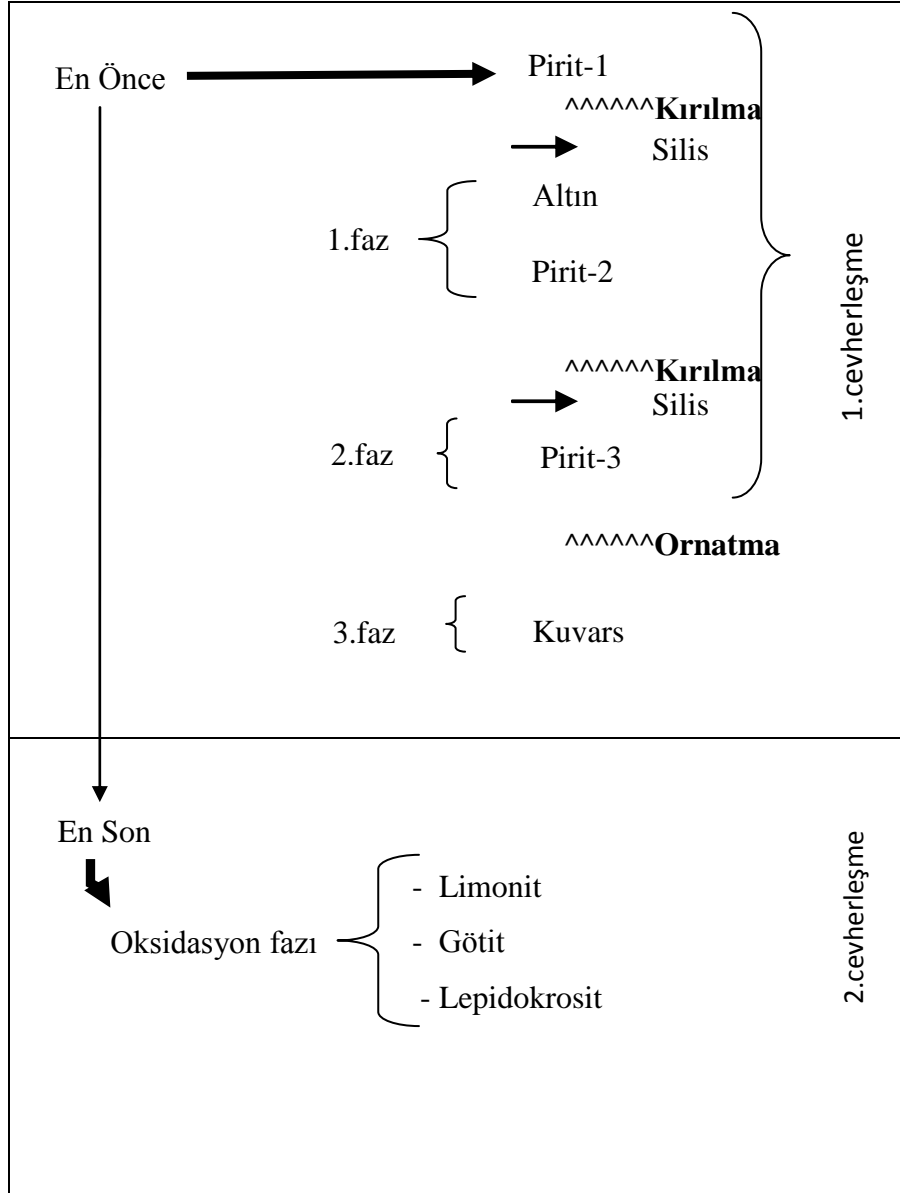 En Önce
Pirit-1
^^^^^^Kırılma
Silis
Altın
1.faz
Pirit-2
^^^^^^Kırılma
Silis
2.faz
Pirit-3
^^^^^^Ornatma
3.faz
Kuvars
1.cevherleşme
En Son
- Limonit
Oksidasyon fazı
- Götit
- Lepidokrosit
2.cevherleşme